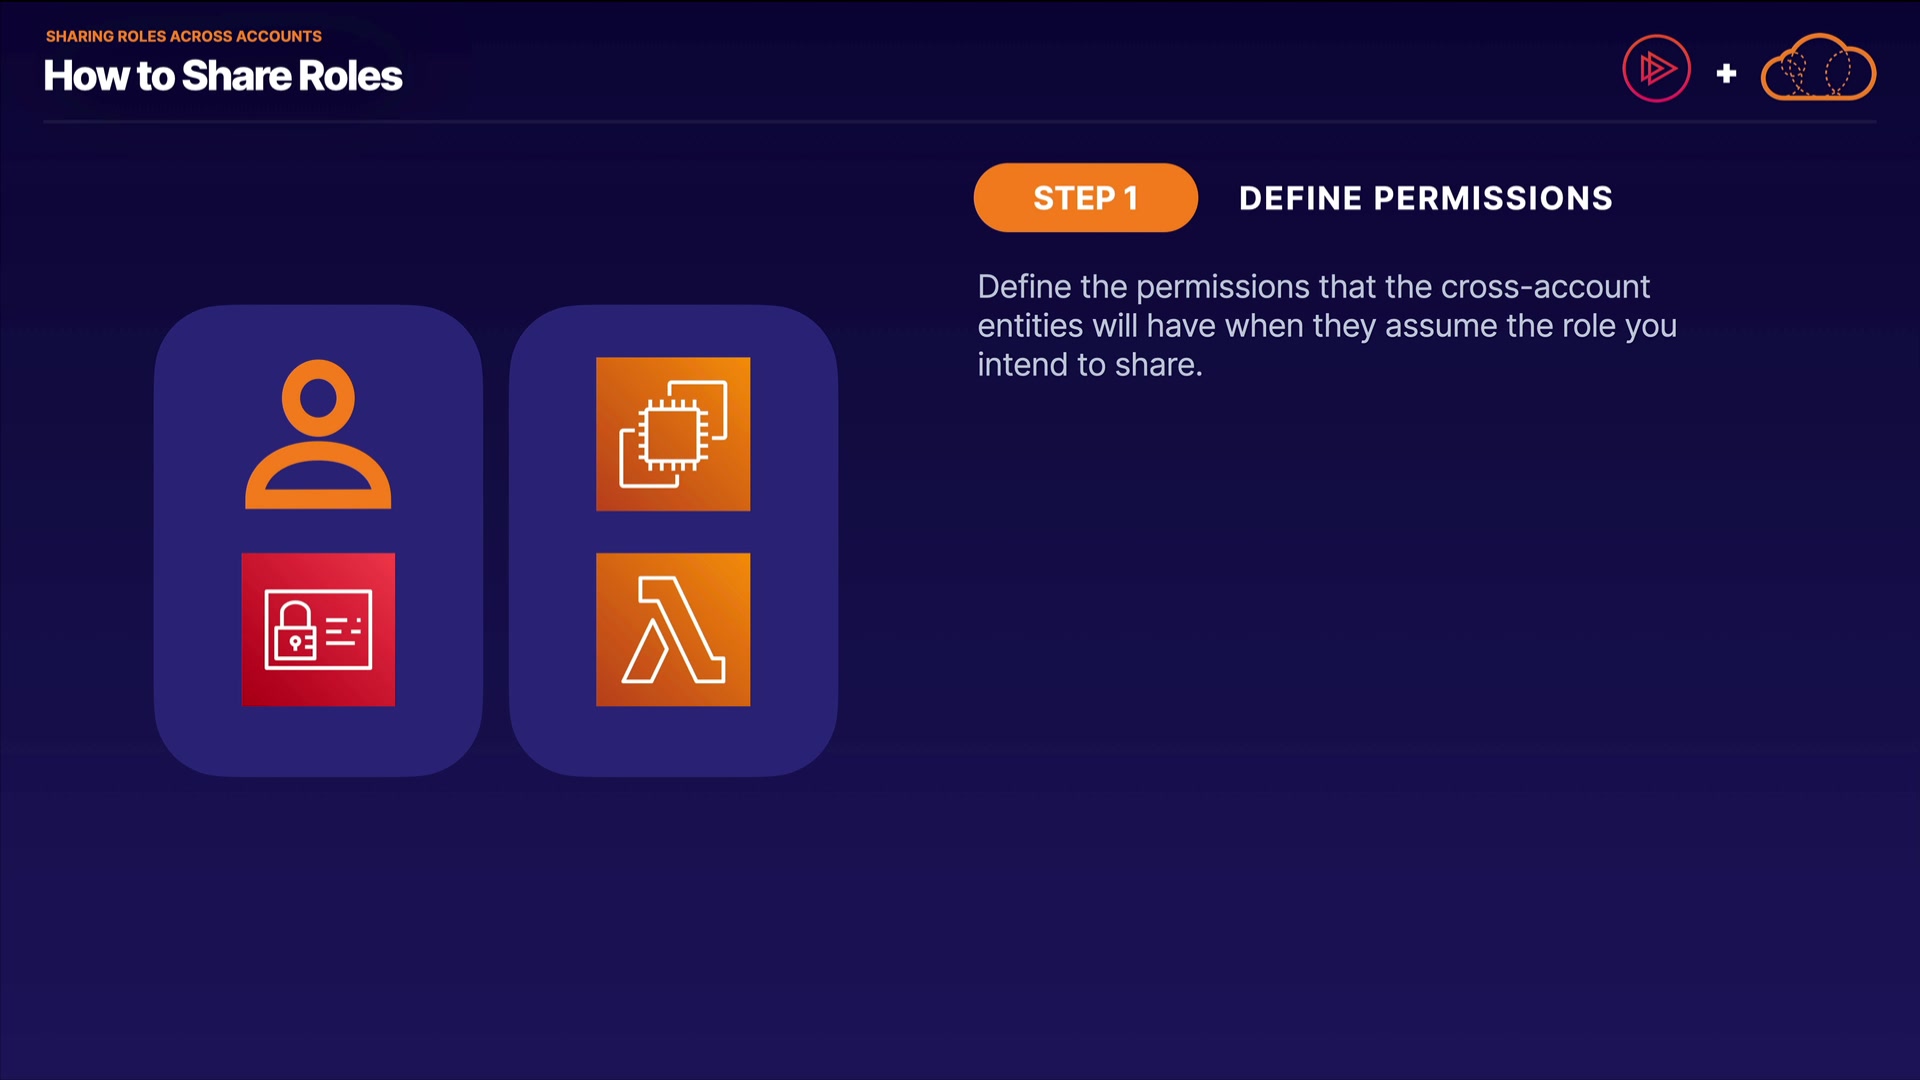 SHARING ROLES ACROSS ACCOUNTS
How to Share Roles
STEP 1
DEFINE PERMISSIONS
Define the permissions that the cross-account
entities will have when they assume the role you
intend to share.